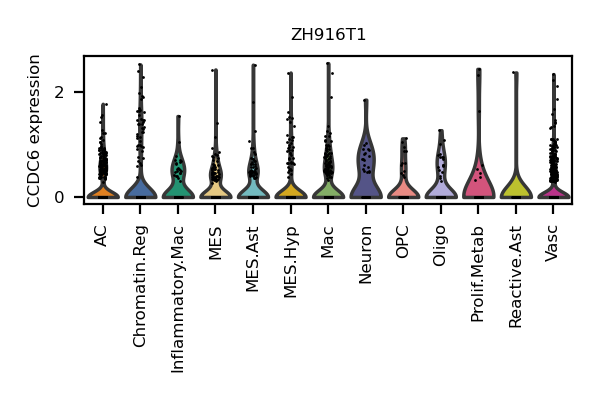 ZH916T1
CCDC6 expression
2
0
AC
Chromatin.Reg
Inflammatory.Mac
MES
MES.Ast
MES.Hyp
Mac
Neuron
OPC
Oligo
Prolif.Metab
Reactive.Ast
Vasc